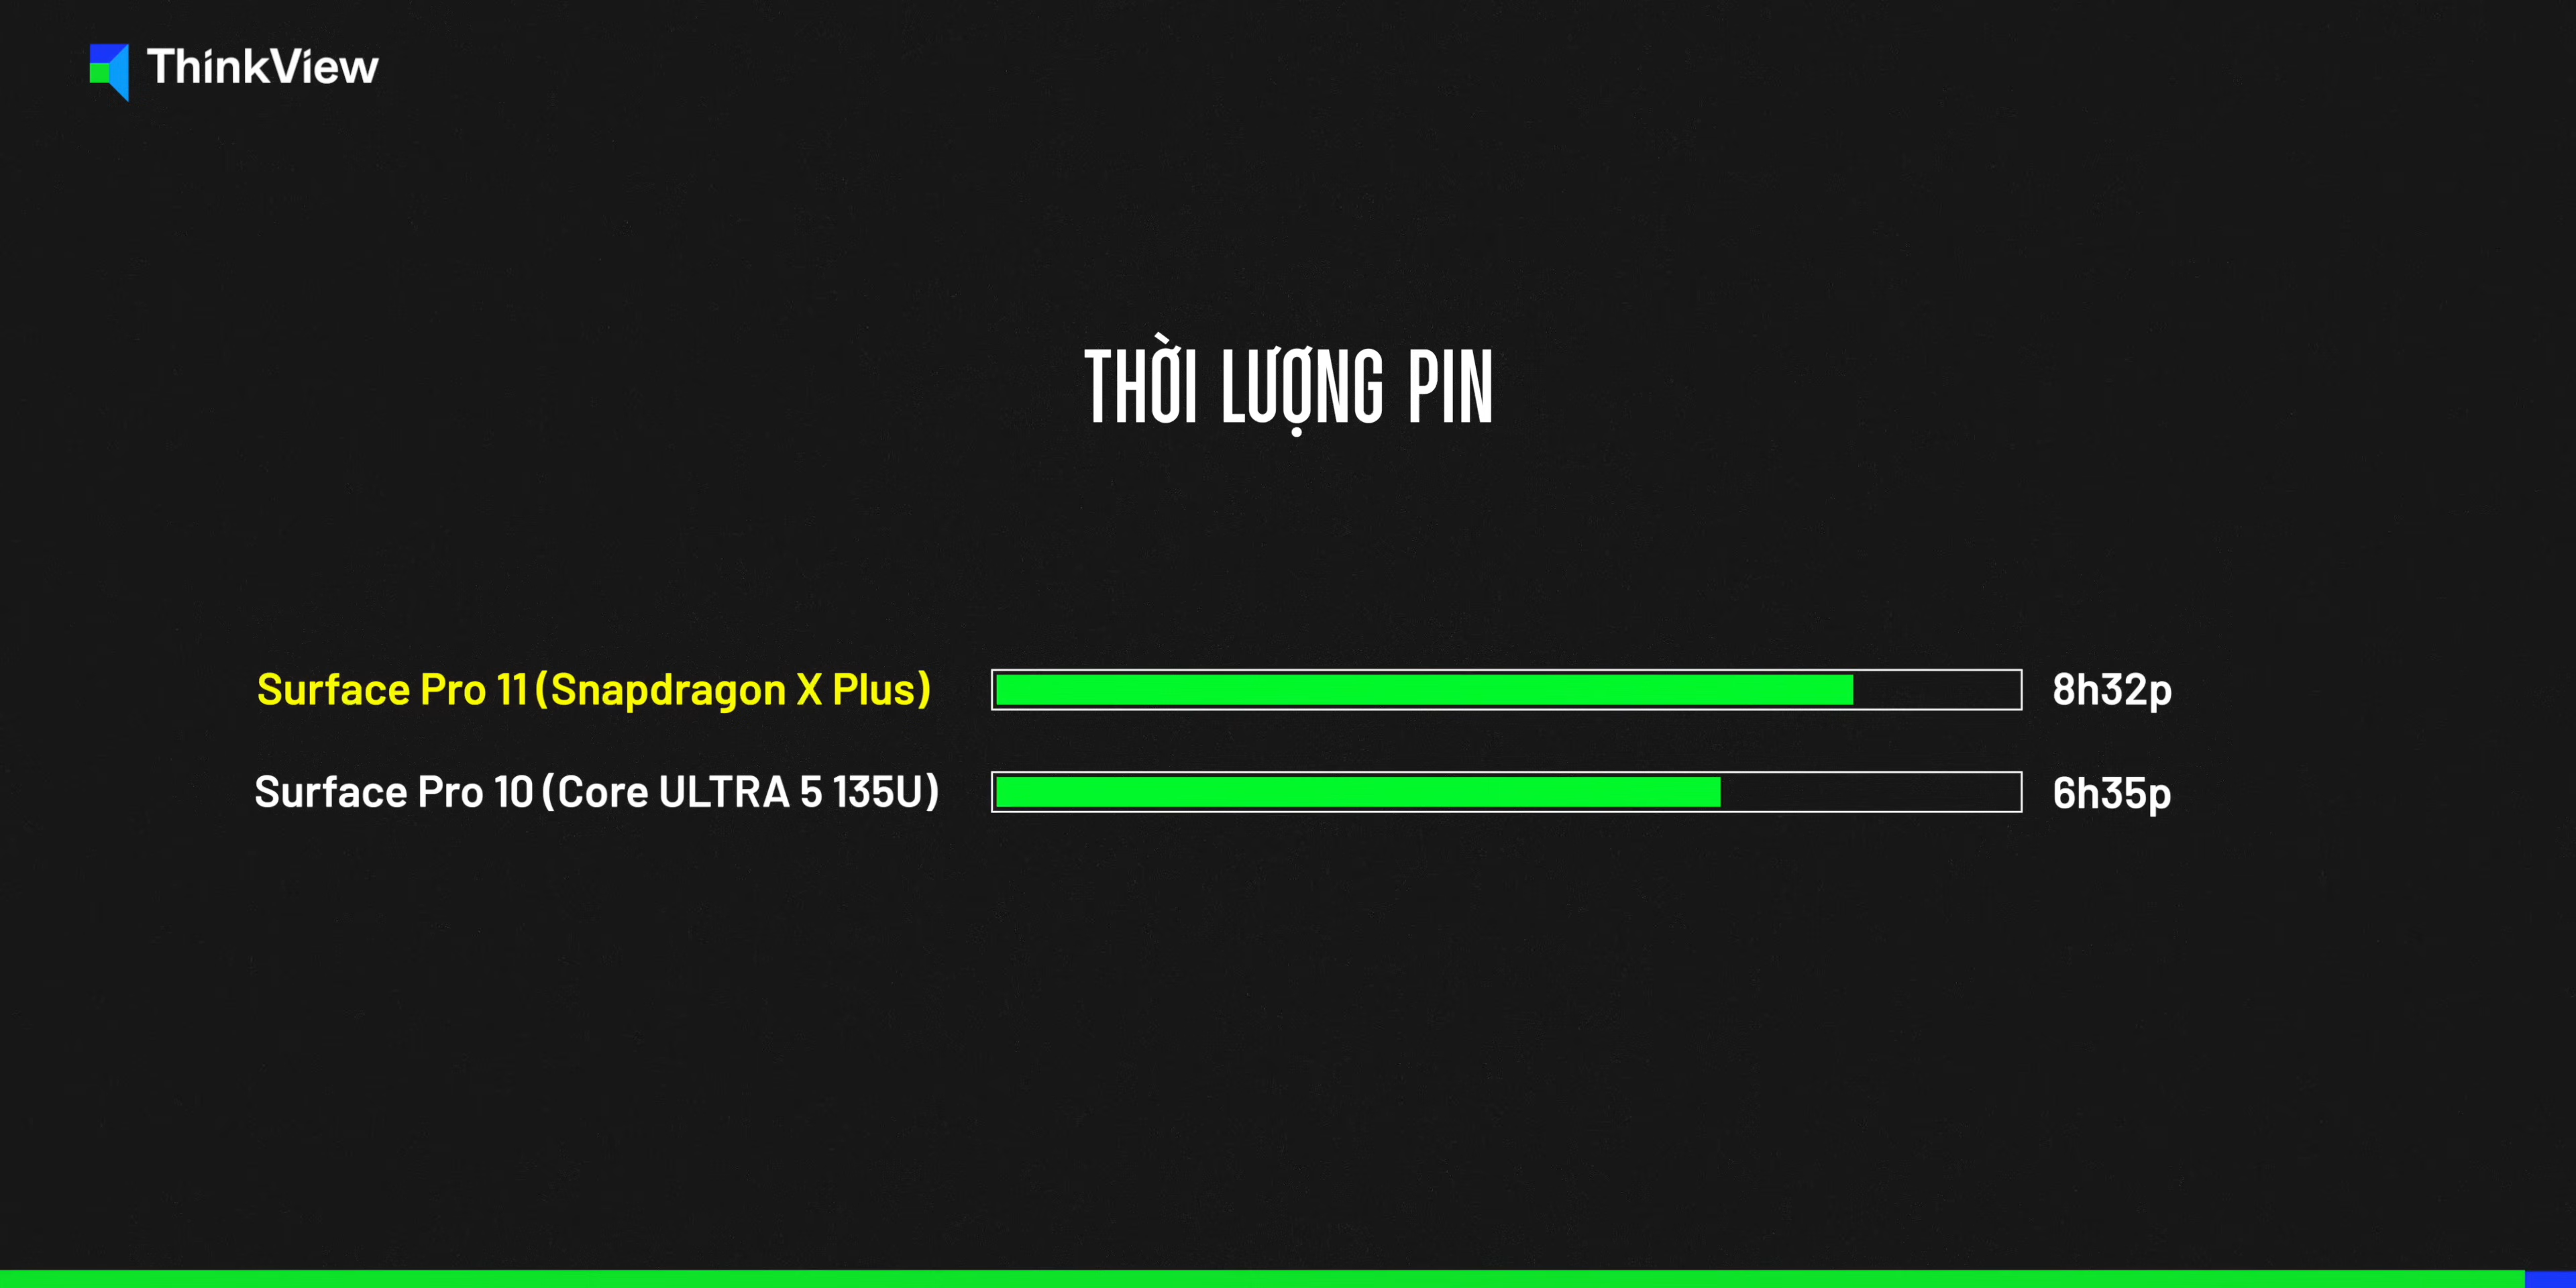 ThinkView
THỜI LƯỢNG PIN
Surface Pro 11 (Snapdragon X Plus) 8h32p
Surface Pro 10 (Core ULTRA 5 135U) 6h35p